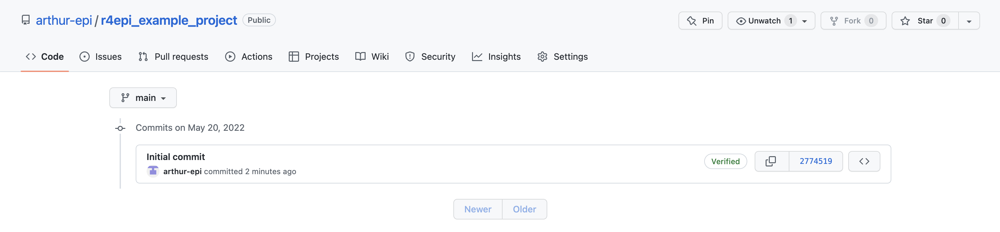 arthur-epi / r4epi_example_project Public Pin Unwatch 1 Fork 0 Star 0
Code Issues Pull requests Actions Projects Wiki Security Insights Settings
main
Commits on May 20, 2022
Initial commit
arthur-epi committed 2 minutes ago
Verified 2774519
Newer Older